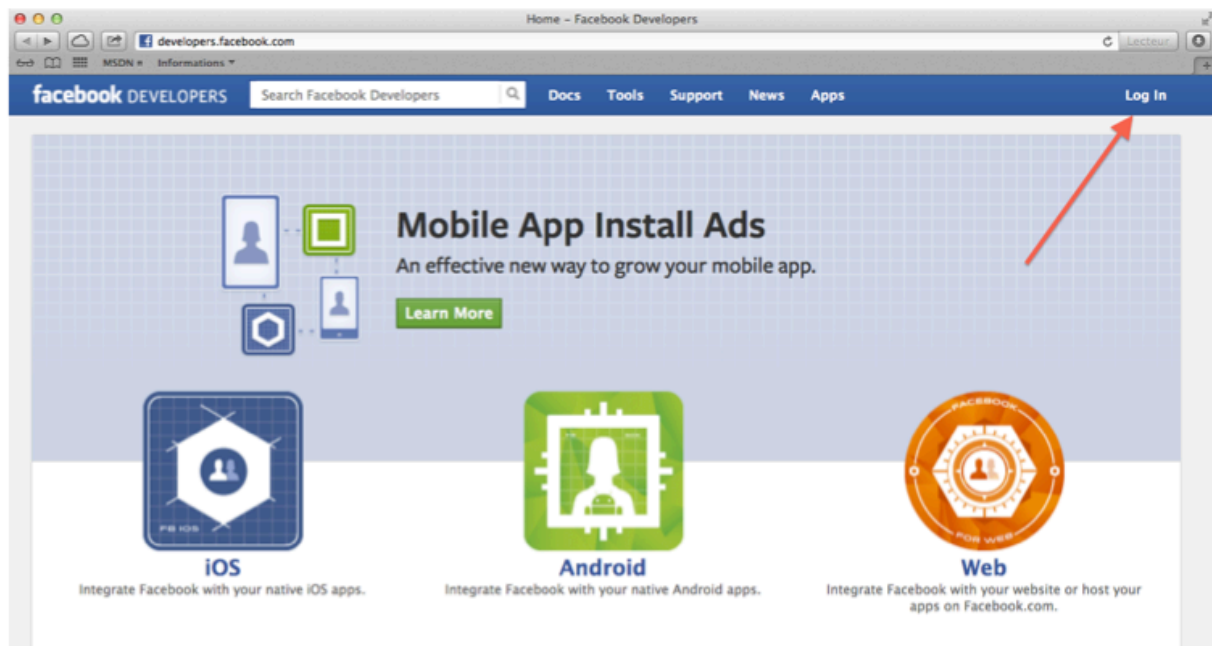 Home – Facebook Developers
developers.facebook.com
Lecteur
MSDN
Informations
facebook DEVELOPERS
Search Facebook Developers
Docs
Tools
Support
News
Apps
Log In
Mobile App Install Ads
An effective new way to grow your mobile app.
Learn More
FB IOS
FACEBOOK
FOR WEB
iOS
Android
Web
Integrate Facebook with your native iOS apps.
Integrate Facebook with your native Android apps.
Integrate Facebook with your website or host your
apps on Facebook.com.